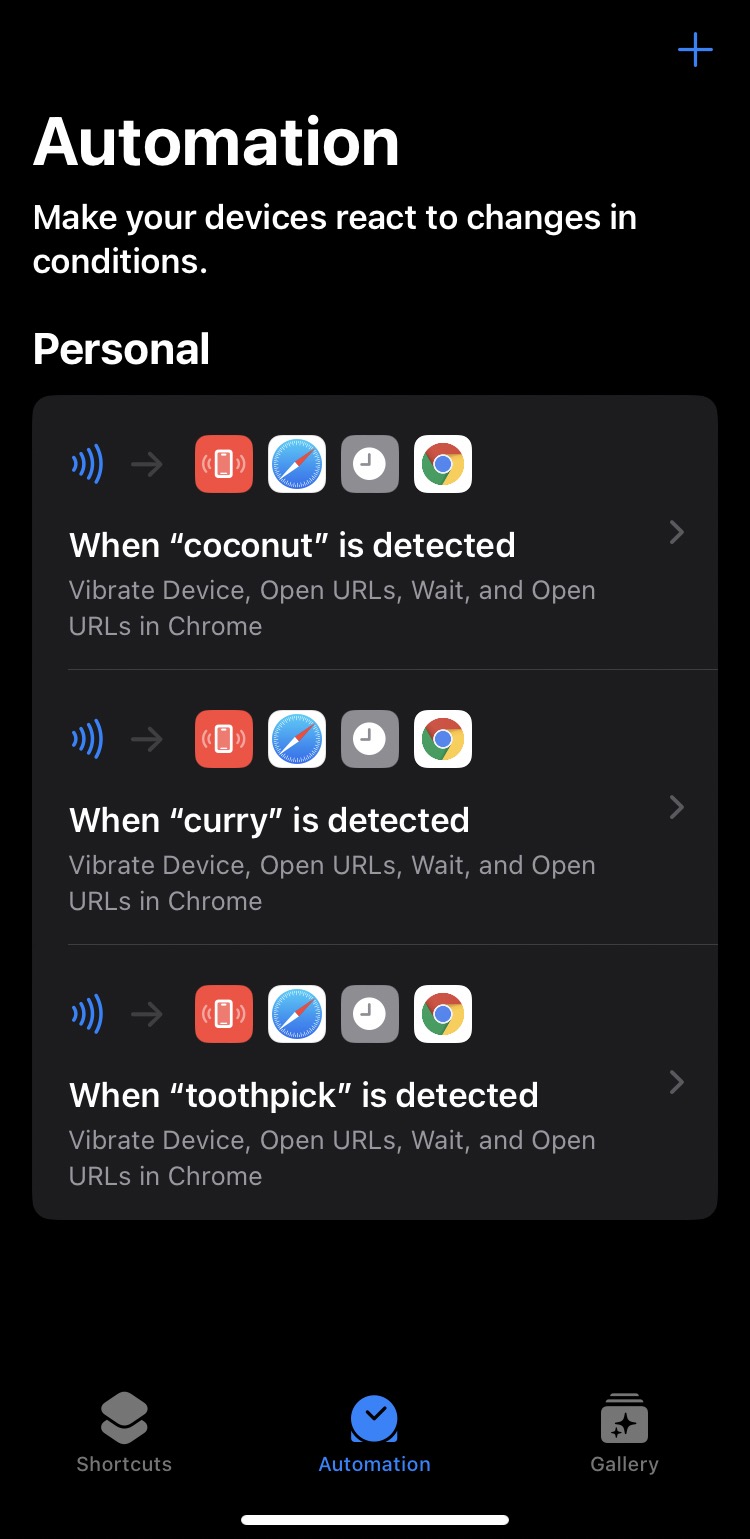 Automation
Make your devices react to changes in
conditions.
Personal
When “coconut” is detected
Vibrate Device, Open URLs, Wait, and Open
URLs in Chrome
When “curry” is detected
Vibrate Device, Open URLs, Wait, and Open
URLs in Chrome
When “toothpick” is detected
Vibrate Device, Open URLs, Wait, and Open
URLs in Chrome
Shortcuts
Automation
Gallery